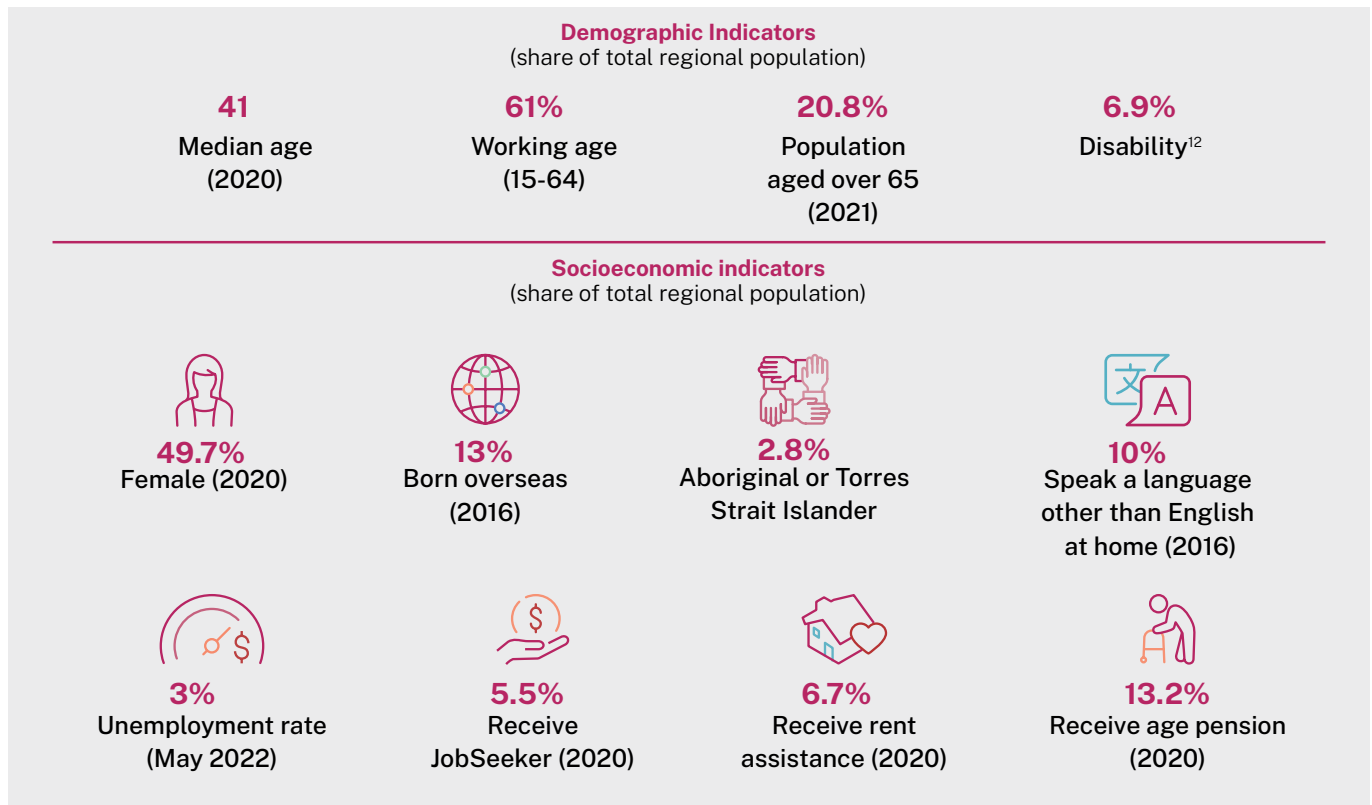 Demographic Indicators
(share of total regional population)
41
Median age
(2020)
61%
Working age
(15-64)
20.8%
Population
aged over 65
(2021)
6.9%
Disability¹²
Socioeconomic indicators
(share of total regional population)
49.7%
Female (2020)
13%
Born overseas
(2016)
2.8%
Aboriginal or Torres
Strait Islander
文
A
10%
Speak a language
other than English
at home (2016)
$
3%
Unemployment rate
(May 2022)
$
5.5%
Receive
JobSeeker (2020)
6.7%
Receive rent
assistance (2020)
13.2%
Receive age pension
(2020)